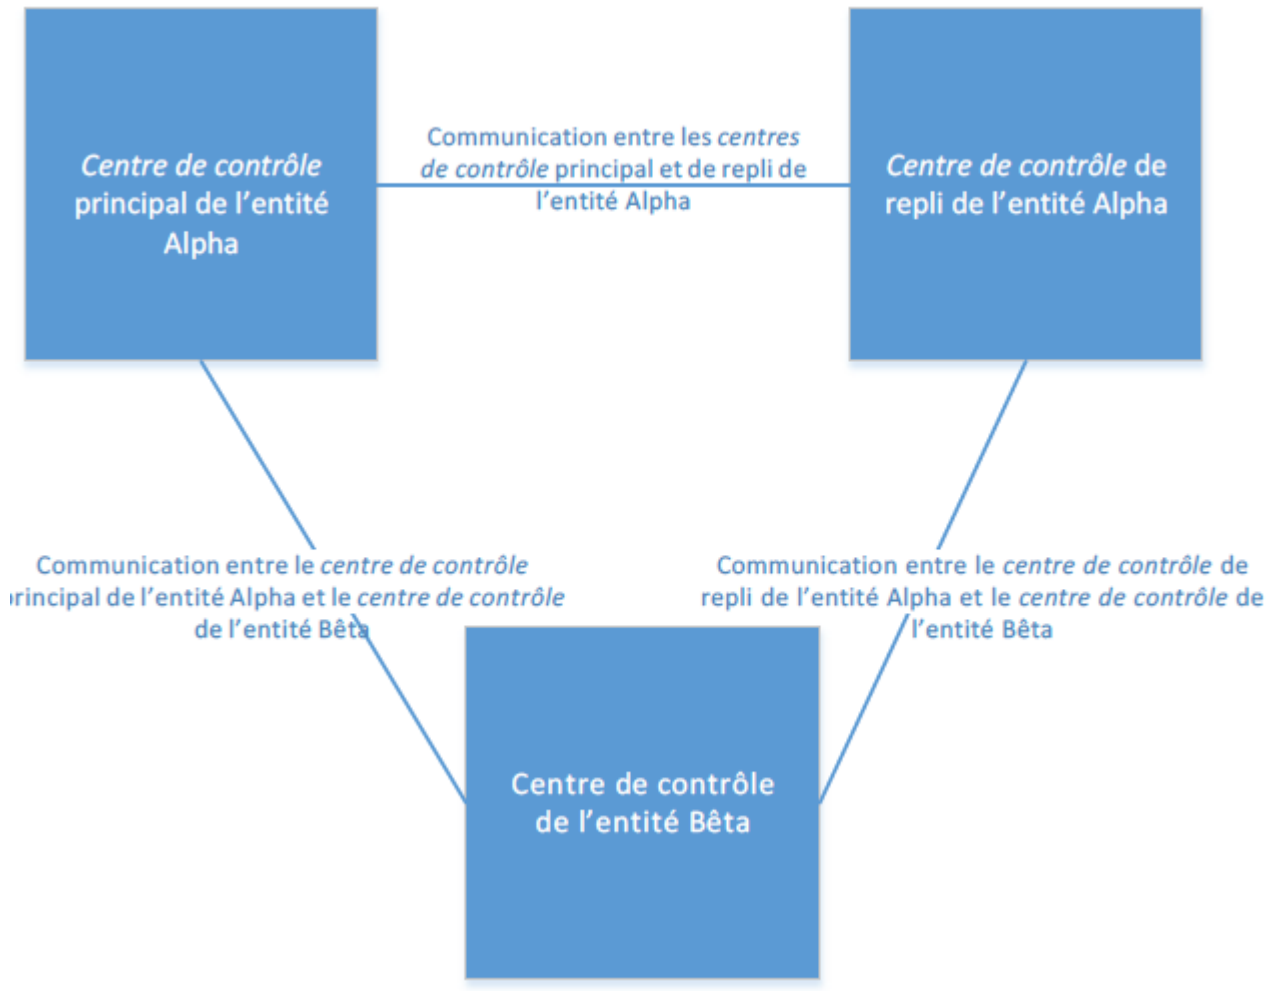 Centre de contrôle
principal de l’entité
Alpha
Communication entre les centres
de contrôle principal et de repli de
l’entité Alpha
Centre de contrôle de
repli de l’entité Alpha
Communication entre le centre de contrôle
rincipal de l’entité Alpha et le centre de contrôle
de l’entité Bêta
Communication entre le centre de contrôle de
repli de l’entité Alpha et le centre de contrôle de
l’entité Bêta
Centre de contrôle
de l’entité Bêta